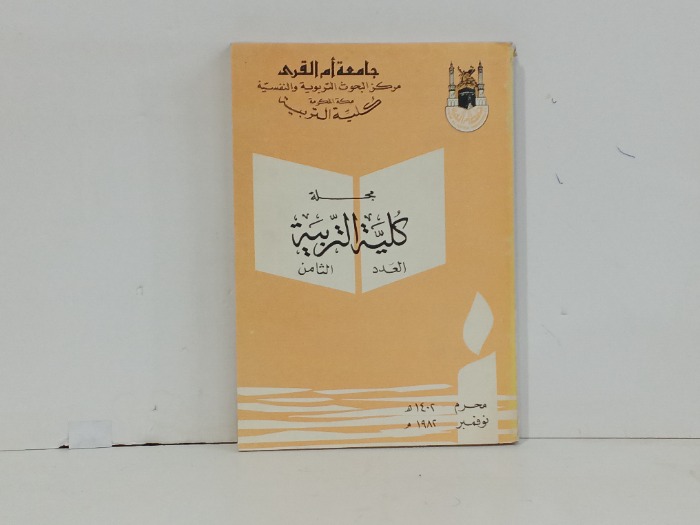 جامعة أم القرى
مركز البحوث التربوية والنفسية
مكة المكرمة
كلية التربية
مجلة
كلية التربية
العدد الثامن
محرم ١٤٠٢ هـ
نوفمبر ١٩٨٢ م